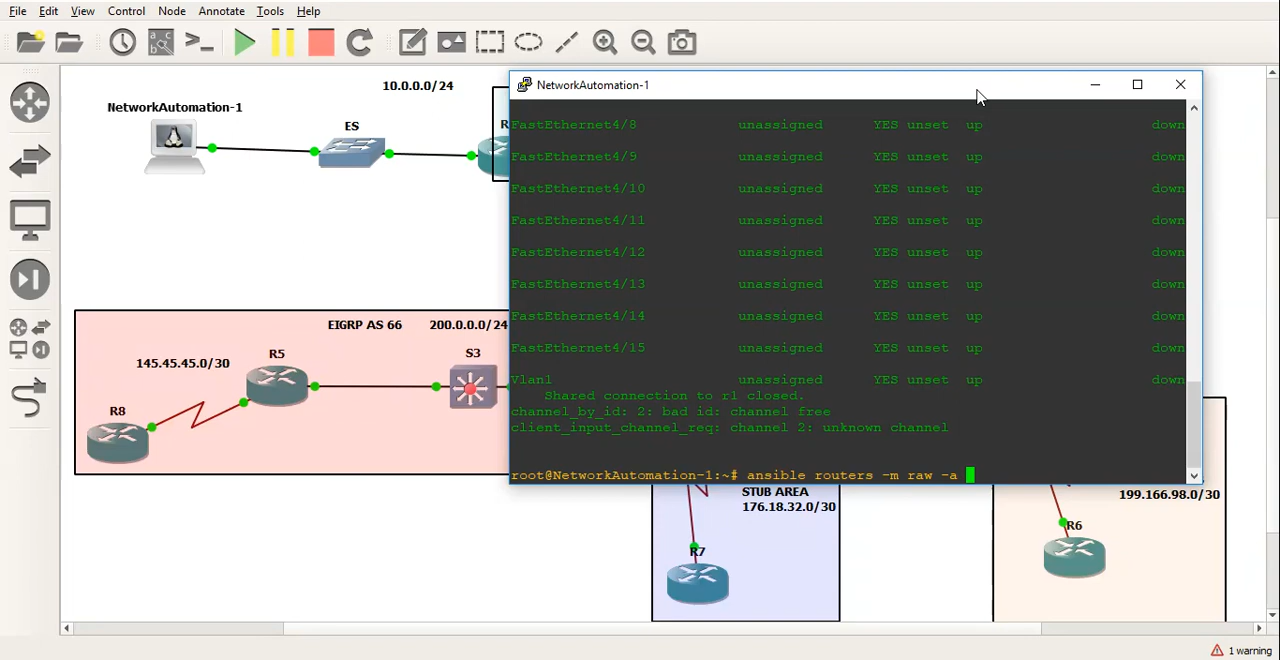 File Edit View Control Node Annotate Tools Help
10.0.0.0/24
NetworkAutomation-1
ES
R
EIGRP AS 66
200.0.0.0/24
145.45.45.0/30
R5
S3
R8
NetworkAutomation-1
FastEthernet4/8 unassigned YES unset up down
FastEthernet4/9 unassigned YES unset up down
FastEthernet4/10 unassigned YES unset up down
FastEthernet4/11 unassigned YES unset up down
FastEthernet4/12 unassigned YES unset up down
FastEthernet4/13 unassigned YES unset up down
FastEthernet4/14 unassigned YES unset up down
FastEthernet4/15 unassigned YES unset up down
Vlan1 unassigned YES unset up down
Shared connection to r1 closed.
channel_by_id: 2: bad id: channel free
client_input_channel_req: channel 2: unknown channel
root@NetworkAutomation-1:~# ansible routers -m raw -a
STUB AREA
176.18.32.0/30
R7
199.166.98.0/30
R6
1 warning